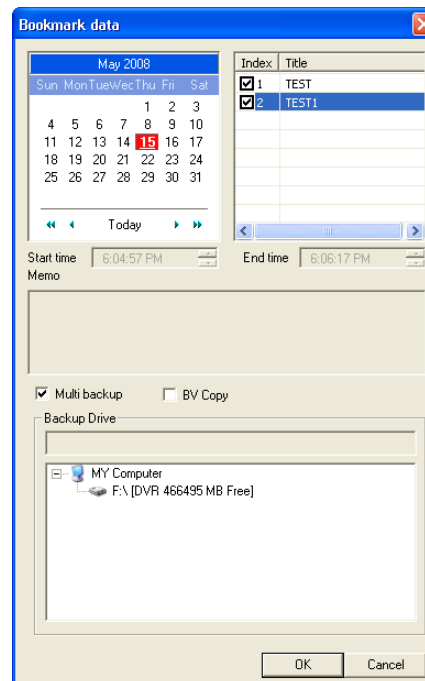 Bookmark data
May 2008
Sun Mon Tue Wec Thu Fri Sat
1 2 3
4 5 6 7 8 9 10
11 12 13 14 15 16 17
18 19 20 21 22 23 24
25 26 27 28 29 30 31
Today
Index Title
1 TEST
2 TEST1
Start time 6:04:57 PM
End time 6:06:17 PM
Memo
Multi backup
BV Copy
Backup Drive
MY Computer
F:\ [DVR 466495 MB Free]
OK
Cancel